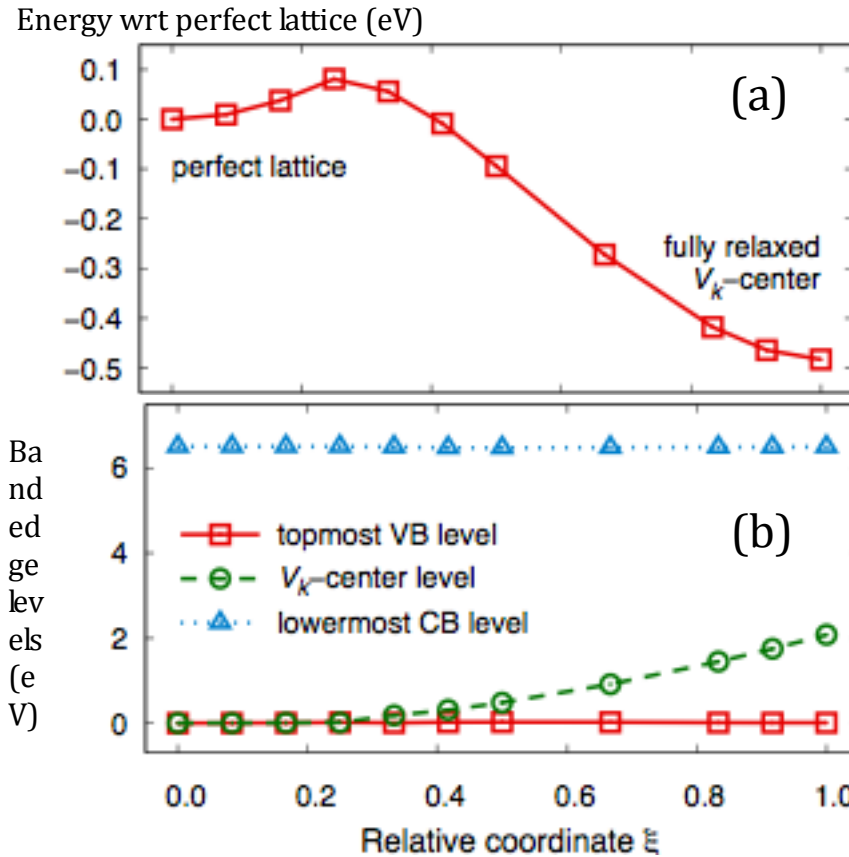 Energy wrt perfect lattice (eV)
0.1
(a)
0.0
perfect lattice
−0.1
−0.2
fully relaxed
−0.3
Vk–center
−0.4
−0.5
Ba
nd
ed
ge
lev
els
(e
V)
6
topmost VB level
(b)
4
Vk–center level
lowermost CB level
2
0
0.0 0.2 0.4 0.6 0.8 1.0
Relative coordinate ξ